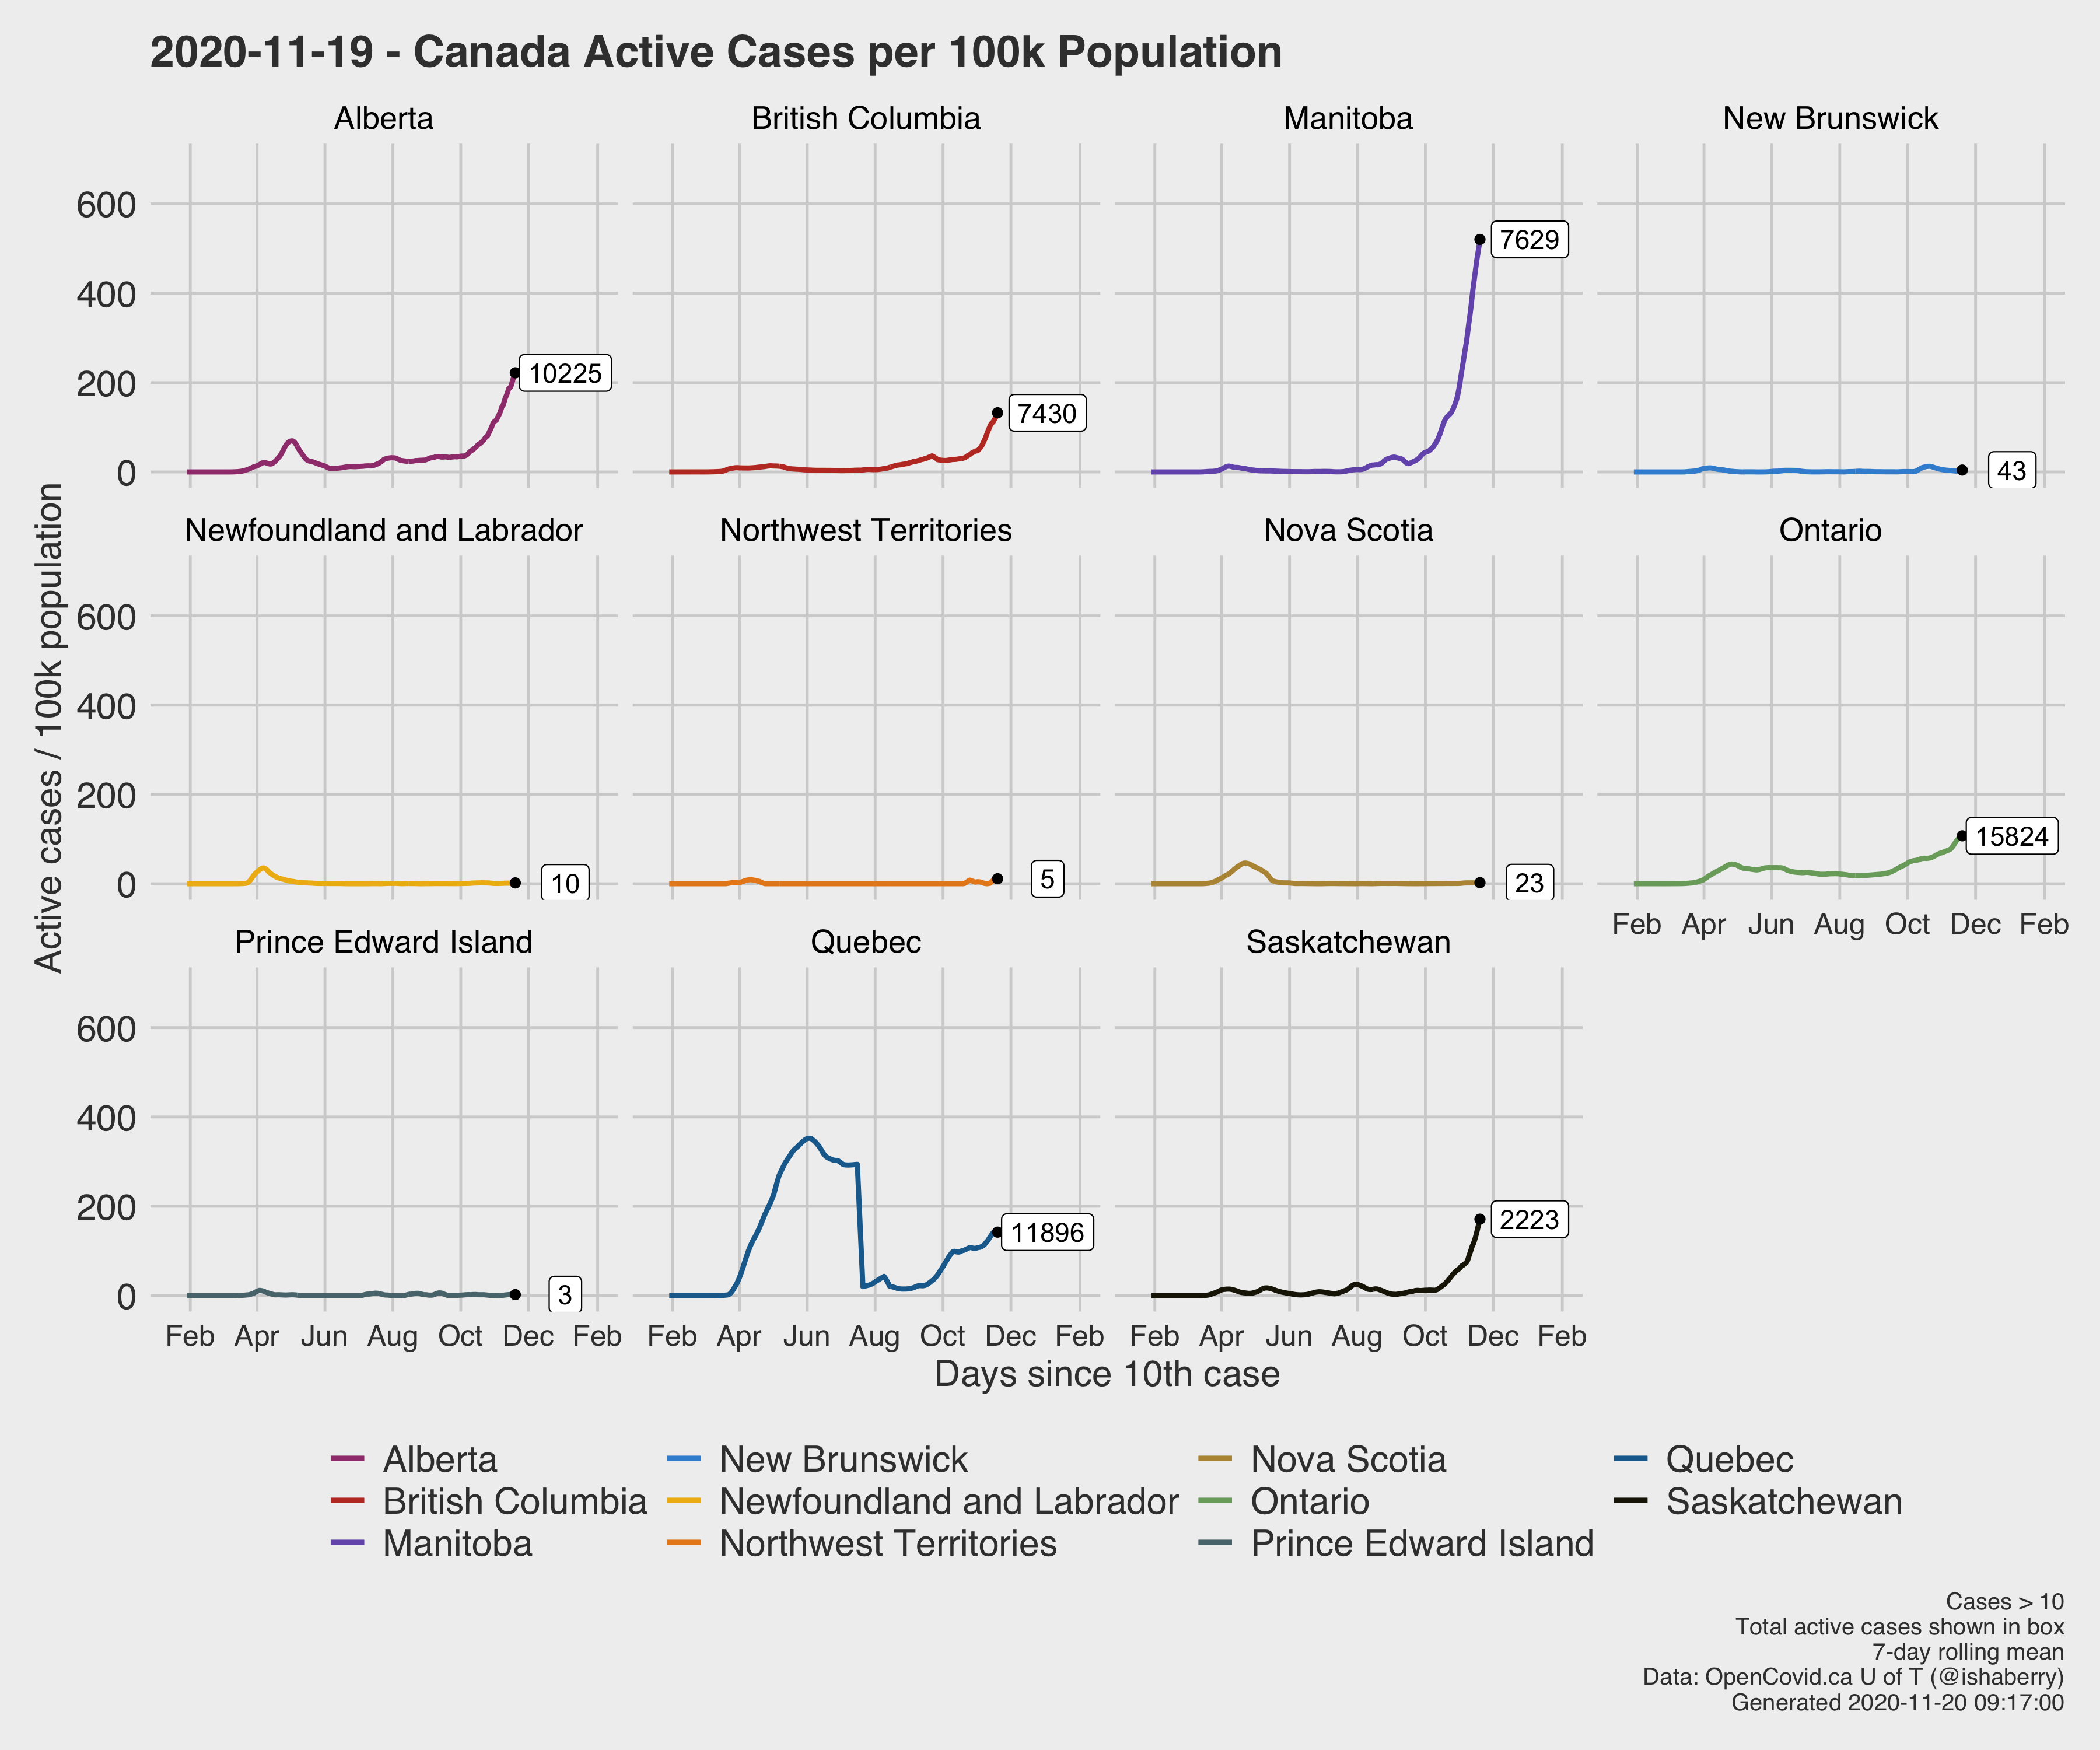 2020-11-19 - Canada Active Cases per 100k Population
Alberta
British Columbia
Manitoba
New Brunswick
600
400
200
0
10225
7430
7629
43
Newfoundland and Labrador
Northwest Territories
Nova Scotia
Ontario
600
400
200
0
10
5
23
15824
Feb Apr Jun Aug Oct Dec Feb
Prince Edward Island
Quebec
Saskatchewan
600
400
200
0
3
11896
2223
Feb Apr Jun Aug Oct Dec Feb
Feb Apr Jun Aug Oct Dec Feb
Feb Apr Jun Aug Oct Dec Feb
Active cases / 100k population
Days since 10th case
Alberta
British Columbia
Manitoba
New Brunswick
Newfoundland and Labrador
Northwest Territories
Nova Scotia
Ontario
Prince Edward Island
Quebec
Saskatchewan
Cases > 10
Total active cases shown in box
7-day rolling mean
Data: OpenCovid.ca U of T (@ishaberry)
Generated 2020-11-20 09:17:00